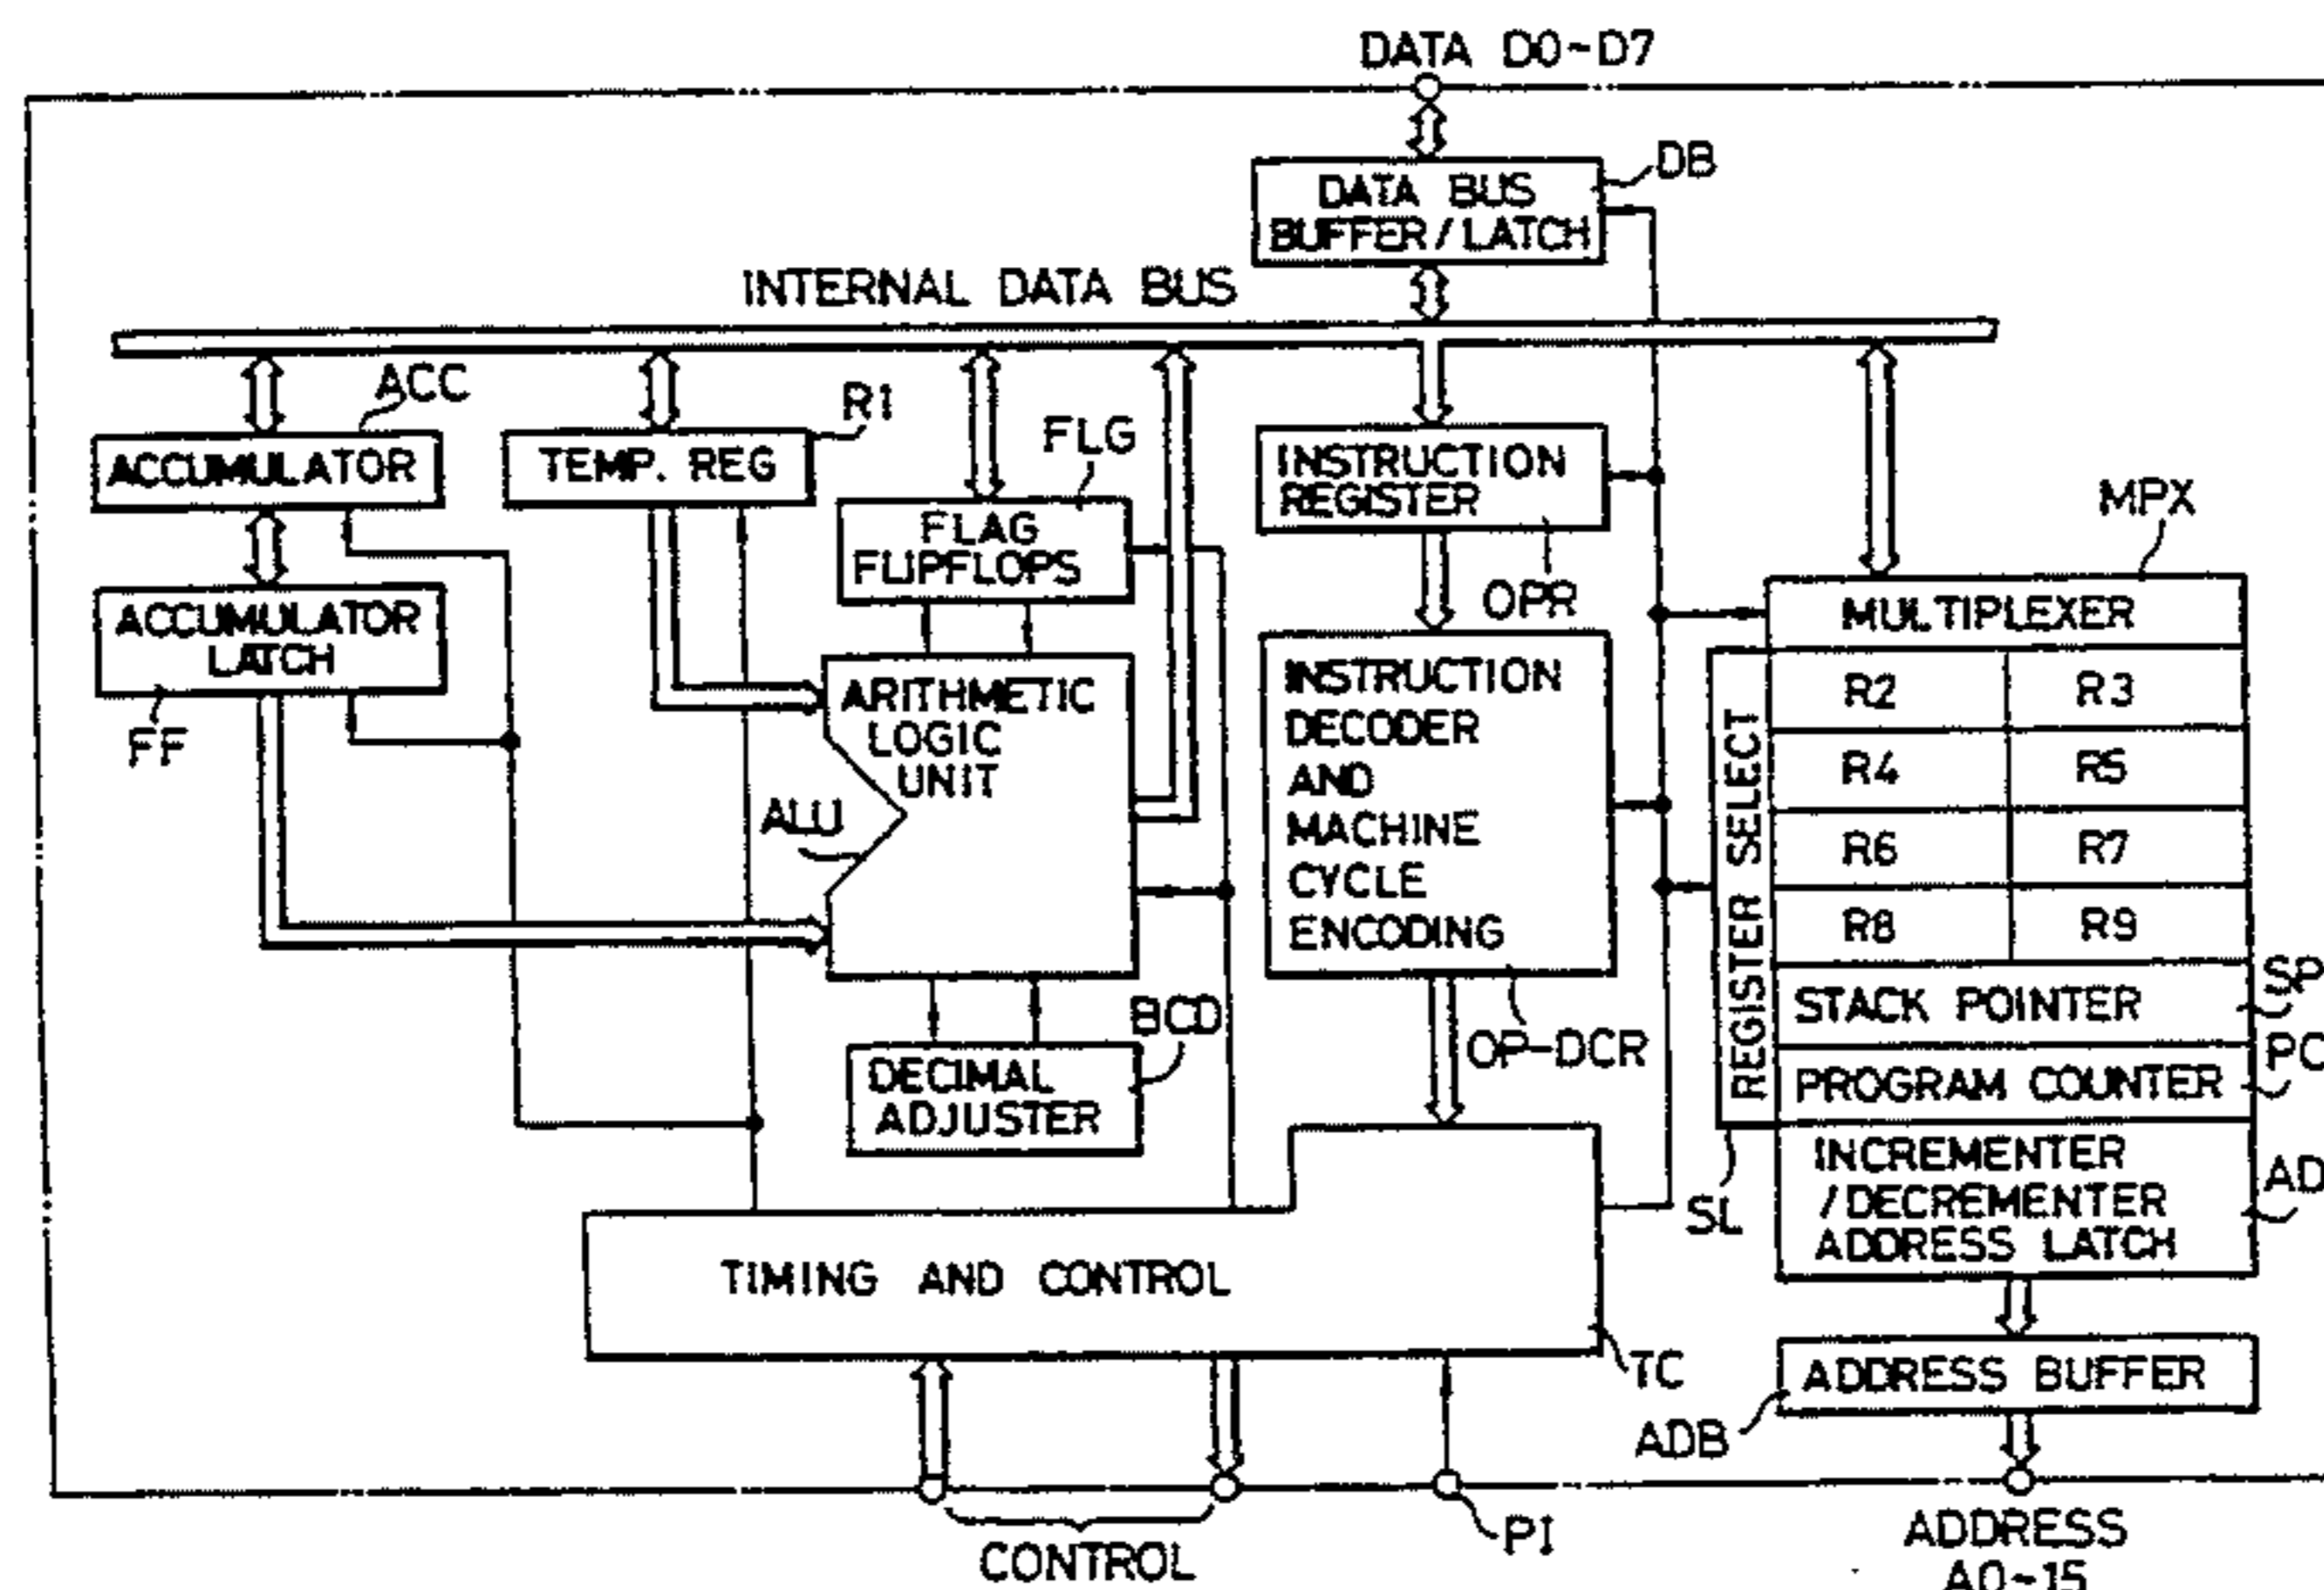 DATA D0~D7
DB
DATA BUS
BUFFER/LATCH
INTERNAL DATA BUS
ACC
R1
FLG
ACCUMULATOR
TEMP. REG
INSTRUCTION
REGISTER
MPX
FLAG
FLIPFLOPS
OPR
ACCUMULATOR
LATCH
MULTIPLEXER
FF
ARITHMETIC
LOGIC
UNIT
ALU
INSTRUCTION
DECODER
AND
MACHINE
CYCLE
ENCODING
REGISTER SELECT
R2
R3
R4
R5
R6
R7
R8
R9
SP
STACK POINTER
BCD
OP-DCR
PC
PROGRAM COUNTER
DECIMAL
ADJUSTER
INCREMENTER
/DECREMENTER
ADDRESS LATCH
AD
SL
TIMING AND CONTROL
TC
ADDRESS BUFFER
ADB
PI
CONTROL
ADDRESS
A0~15